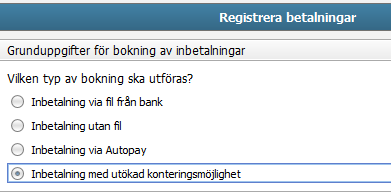 Registrera betalningar
Grunduppgifter för bokning av inbetalningar
Vilken typ av bokning ska utföras?
Inbetalning via fil från bank
Inbetalning utan fil
Inbetalning via Autopay
Inbetalning med utökad konteringsmöjlighet